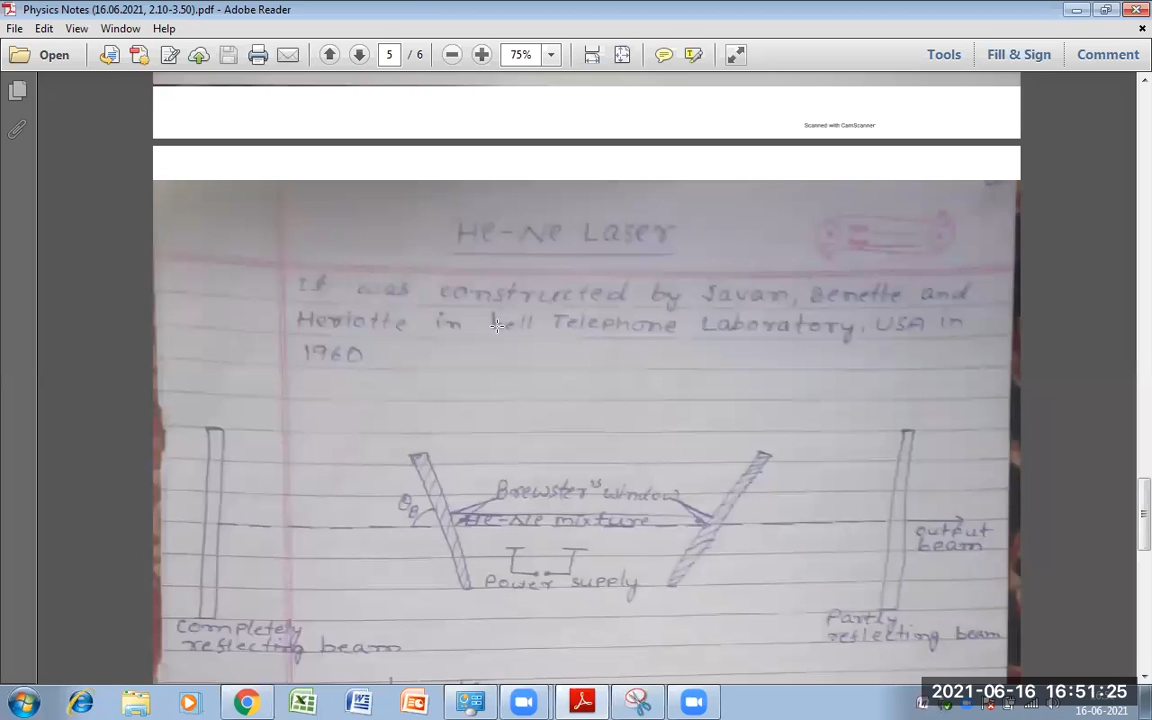 Physics Notes (16.06.2021, 2.10-3.50).pdf - Adobe Reader
File Edit View Window Help
Open 5 / 6 75% Tools Fill & Sign Comment
Scanned with CamScanner
He-Ne Laser
It was constructed by Javan, Benette and
Heriotte in bell Telephone Laboratory, USA in
1960
Brewster's window
θB
He-Ne mixture
output
beam
Power supply
Completely
reflecting beam
Partly
reflecting beam
2021-06-16 16:51:25
16-06-2021